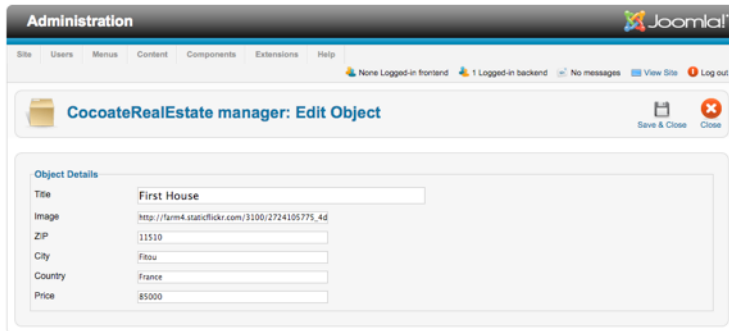 Administration
Joomla!
Site Users Menus Content Components Extensions Help
None Logged-in frontend 1 Logged-in backend No messages View Site Log out
CocoateRealEstate manager: Edit Object
Save & Close Close
Object Details
Title First House
Image http://farm4.staticflickr.com/3100/2724105775_4d
ZIP 11510
City Fitou
Country France
Price 85000